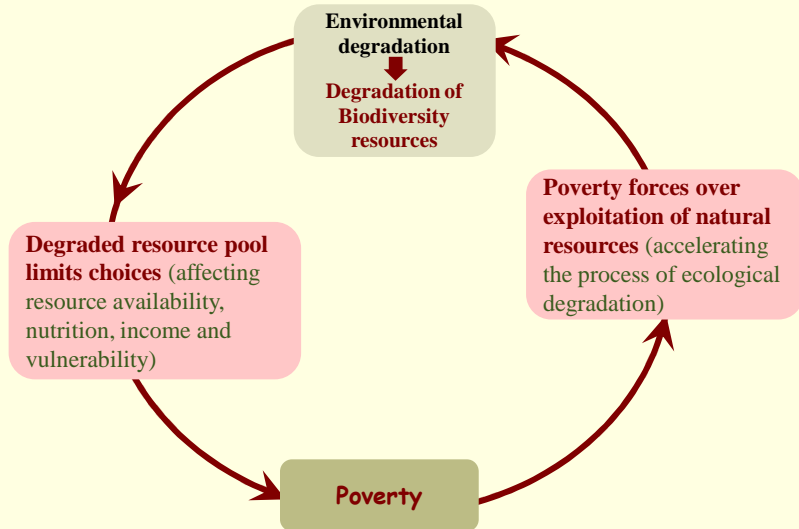 Environmental
degradation
Degradation of
Biodiversity
resources
Poverty forces over
exploitation of natural
resources (accelerating
the process of ecological
degradation)
Degraded resource pool
limits choices (affecting
resource availability,
nutrition, income and
vulnerability)
Poverty